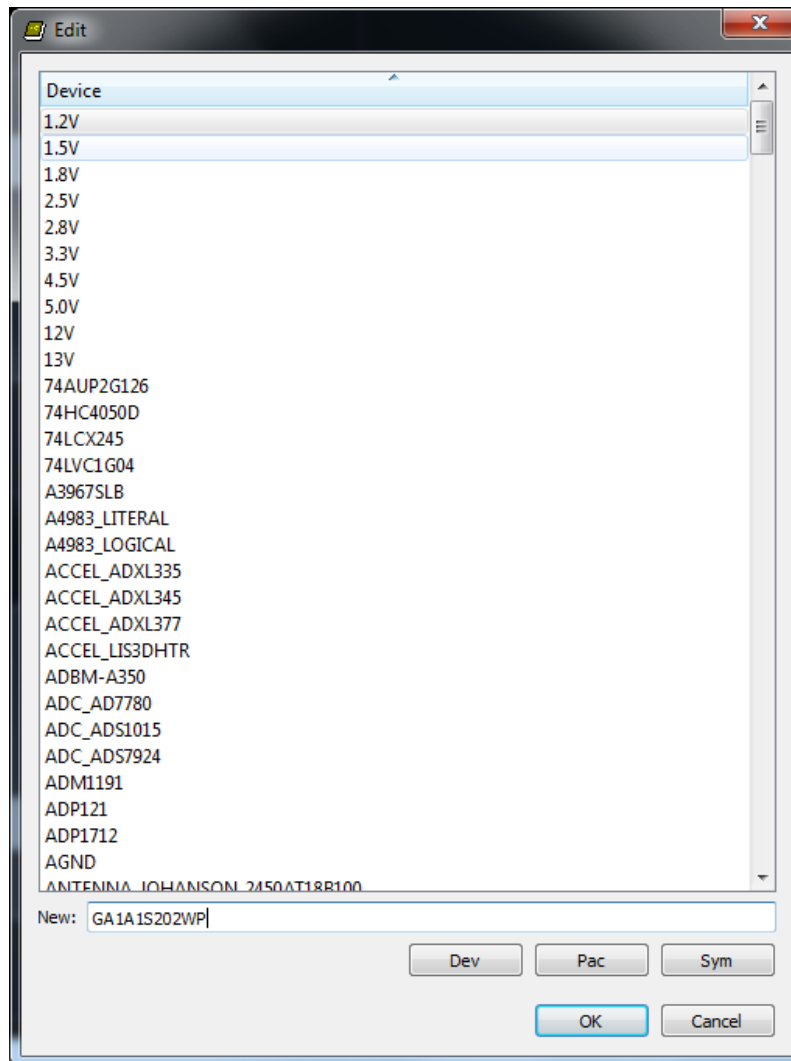 Edit
Device
1.2V
1.5V
1.8V
2.5V
2.8V
3.3V
4.5V
5.0V
12V
13V
74AUP2G126
74HC4050D
74LCX245
74LVC1G04
A3967SLB
A4983_LITERAL
A4983_LOGICAL
ACCEL_ADXL335
ACCEL_ADXL345
ACCEL_ADXL377
ACCEL_LIS3DHTR
ADBM-A350
ADC_AD7780
ADC_ADS1015
ADC_ADS7924
ADM1191
ADP121
ADP1712
AGND
ANTENNA_JOHANSON_2450AT18B100
New: GA1A1S202WP
Dev Pac Sym
OK Cancel